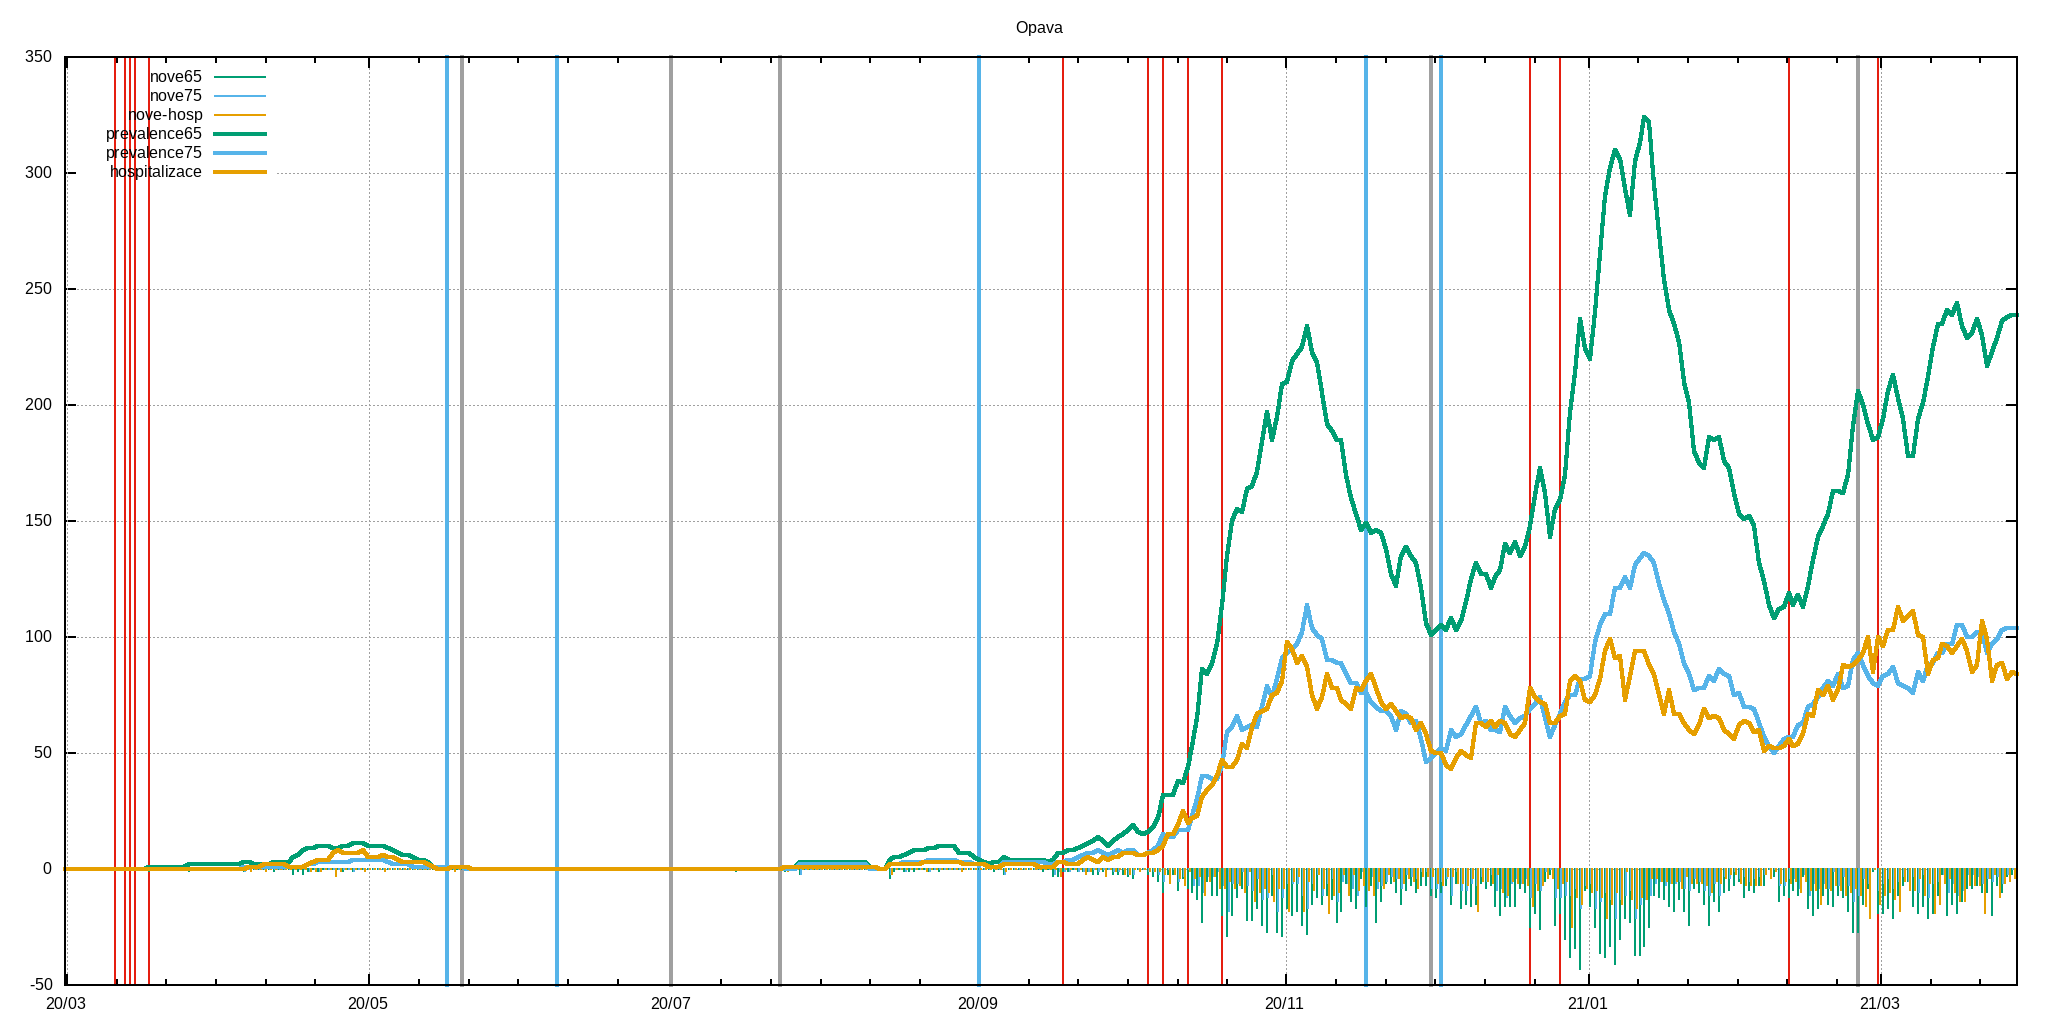 Opava
350
300
250
200
150
100
50
0
-50
nove65
nove75
nove-hosp
prevalence65
prevalence75
hospitalizace
20/03 20/05 20/07 20/09 20/11 21/01 21/03